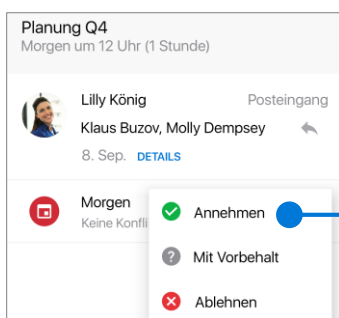 Planung Q4
Morgen um 12 Uhr (1 Stunde)
Lilly König Posteingang
Klaus Buzov, Molly Dempsey
8. Sep. DETAILS
Morgen
Keine Konfli
Annehmen
Mit Vorbehalt
Ablehnen